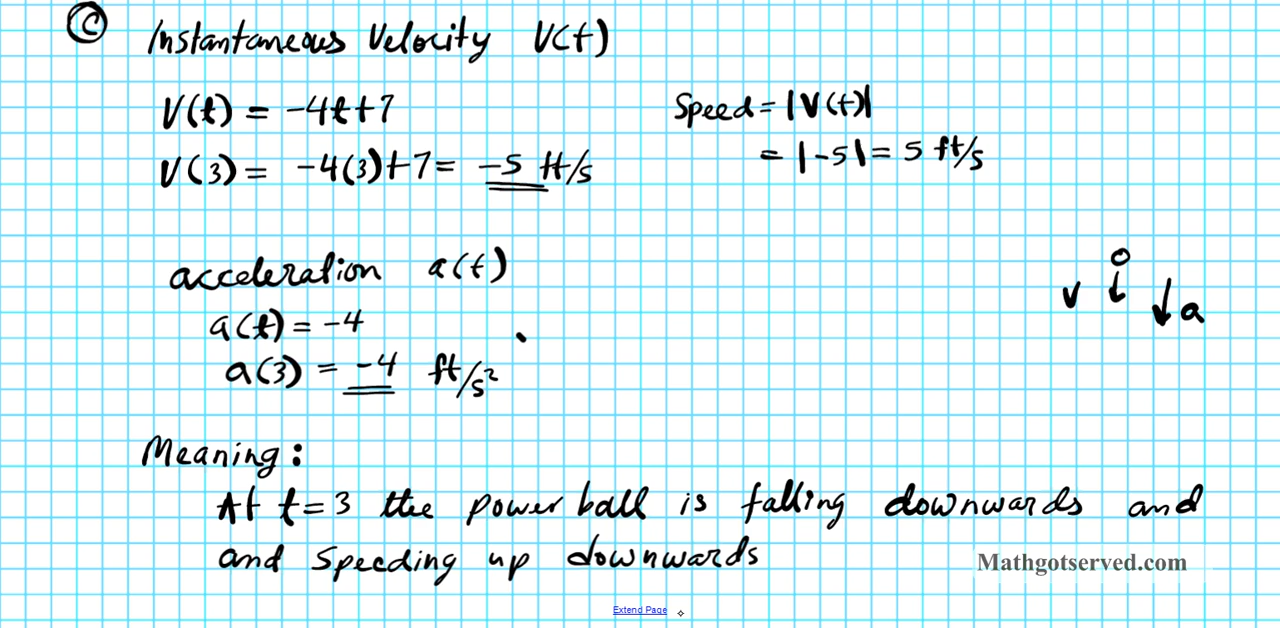 C Instantaneous Velocity V(t)
V(t) = -4t+7
Speed = |V(t)|
V(3) = -4(3)+7 = -5 ft/s
= |-5| = 5 ft/s
acceleration a(t)
a(t) = -4
V a
a(3) = -4 ft/s²
Meaning:
At t=3 the power ball is falling downwards and
and speeding up downwards
Mathgotserved.com
Extend Page